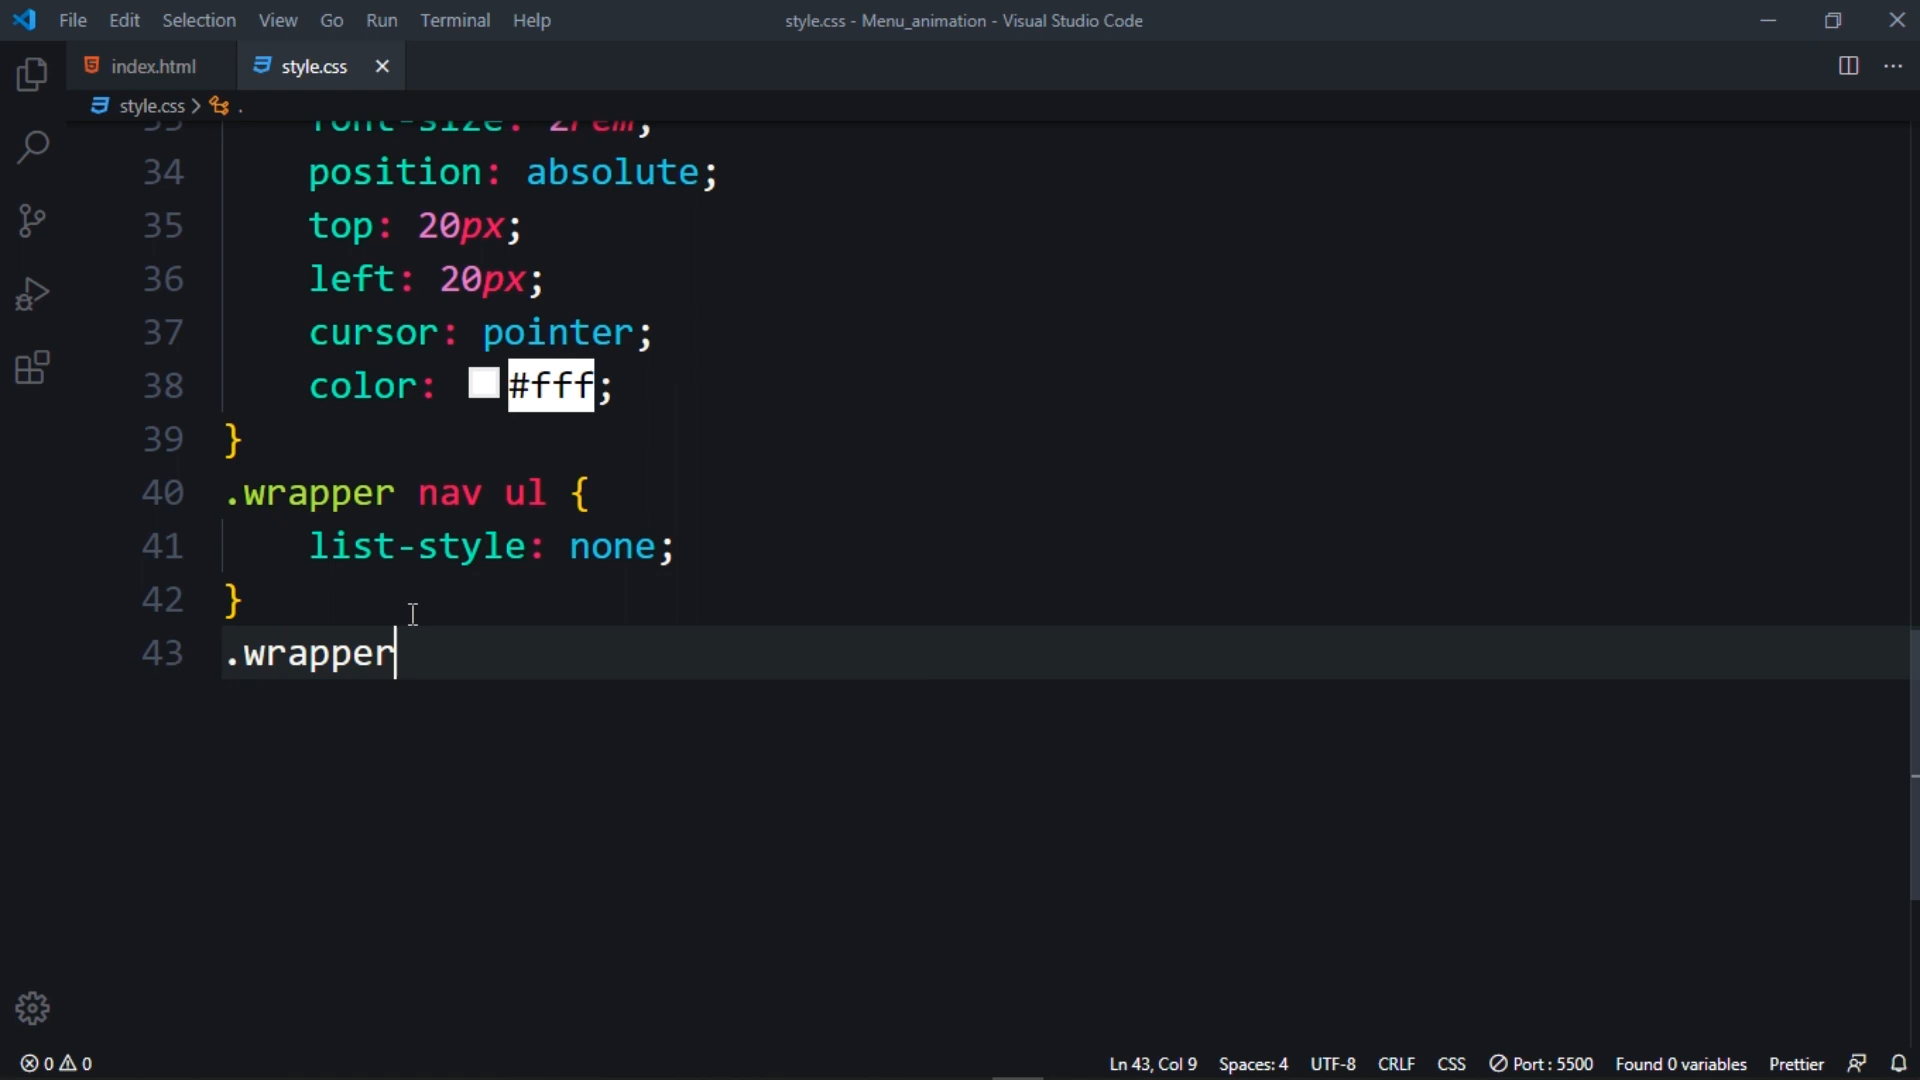 File Edit Selection View Go Run Terminal Help style.css - Menu_animation - Visual Studio Code
index.html style.css
style.css > .
font-size: 2rem;
34 position: absolute;
35 top: 20px;
36 left: 20px;
37 cursor: pointer;
38 color: #fff;
39 }
40 .wrapper nav ul {
41 list-style: none;
42 }
43 .wrapper
0 0 Ln 43, Col 9 Spaces: 4 UTF-8 CRLF CSS Port : 5500 Found 0 variables Prettier